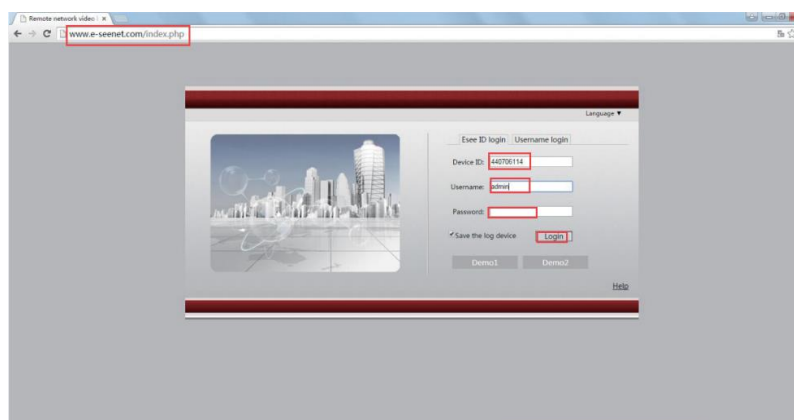 Remote network video
www.e-seenet.com/index.php
Language ▼
Esee ID login Username login
Device ID: 440706114
Username: admin
Password:
Save the log device Login
Demo1 Demo2
Help